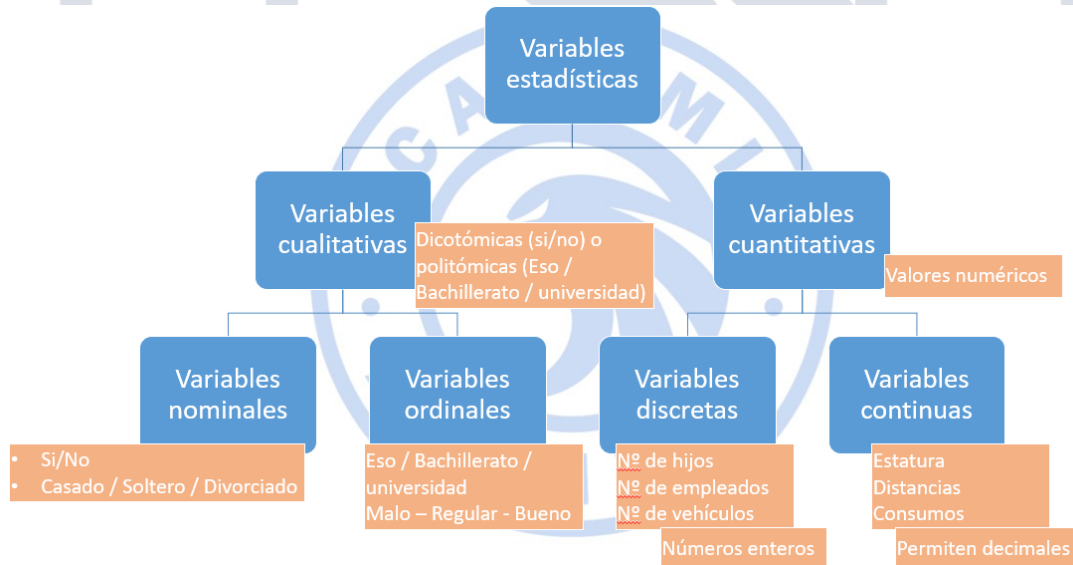 Variables
estadísticas
Variables
cualitativas
Dicotómicas (si/no) o
politómicas (Eso /
Bachillerato / universidad)
Variables
cuantitativas
Valores numéricos
Variables
nominales
• Si/No
• Casado / Soltero / Divorciado
Variables
ordinales
Eso / Bachillerato /
universidad
Malo – Regular - Bueno
Variables
discretas
Nº de hijos
Nº de empleados
Nº de vehículos
Números enteros
Variables
continuas
Estatura
Distancias
Consumos
Permiten decimales